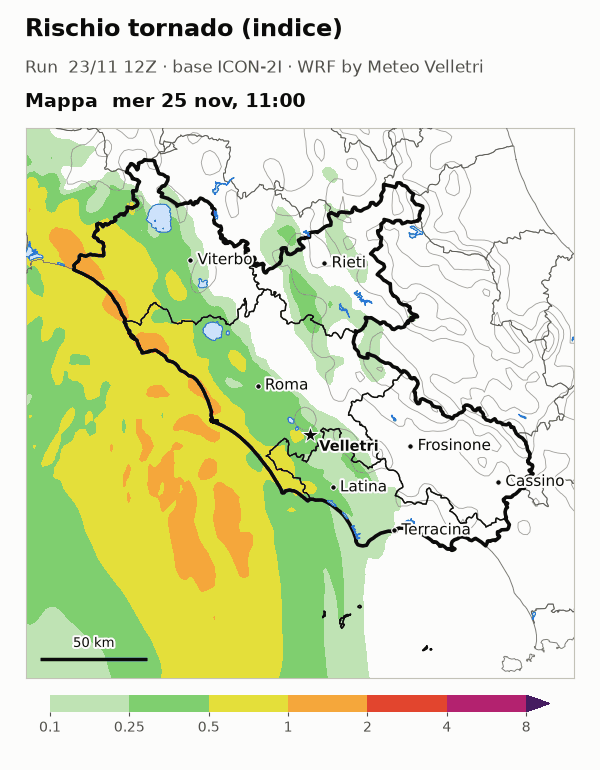 Rischio tornado (indice)
Run  23/11 12Z · base ICON-2I · WRF by Meteo Velletri
Mappa  mer 25 nov, 11:00
Viterbo
Rieti
Roma
Velletri
Frosinone
Latina
Cassino
Terracina
50 km
0.1 0.25 0.5 1 2 4 8